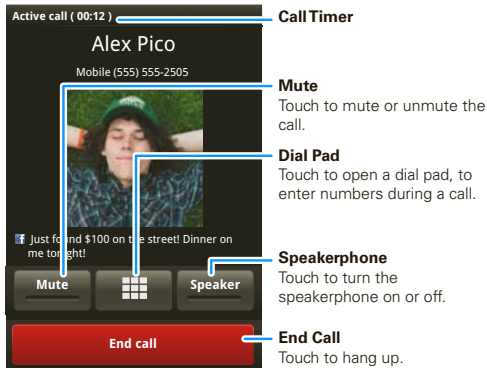 Active call ( 00:12 )
Alex Pico
Mobile (555) 555-2505
Just found $100 on the street! Dinner on
me tonight!
Mute
Speaker
End call
Call Timer
Mute
Touch to mute or unmute the
call.
Dial Pad
Touch to open a dial pad, to
enter numbers during a call.
Speakerphone
Touch to turn the
speakerphone on or off.
End Call
Touch to hang up.